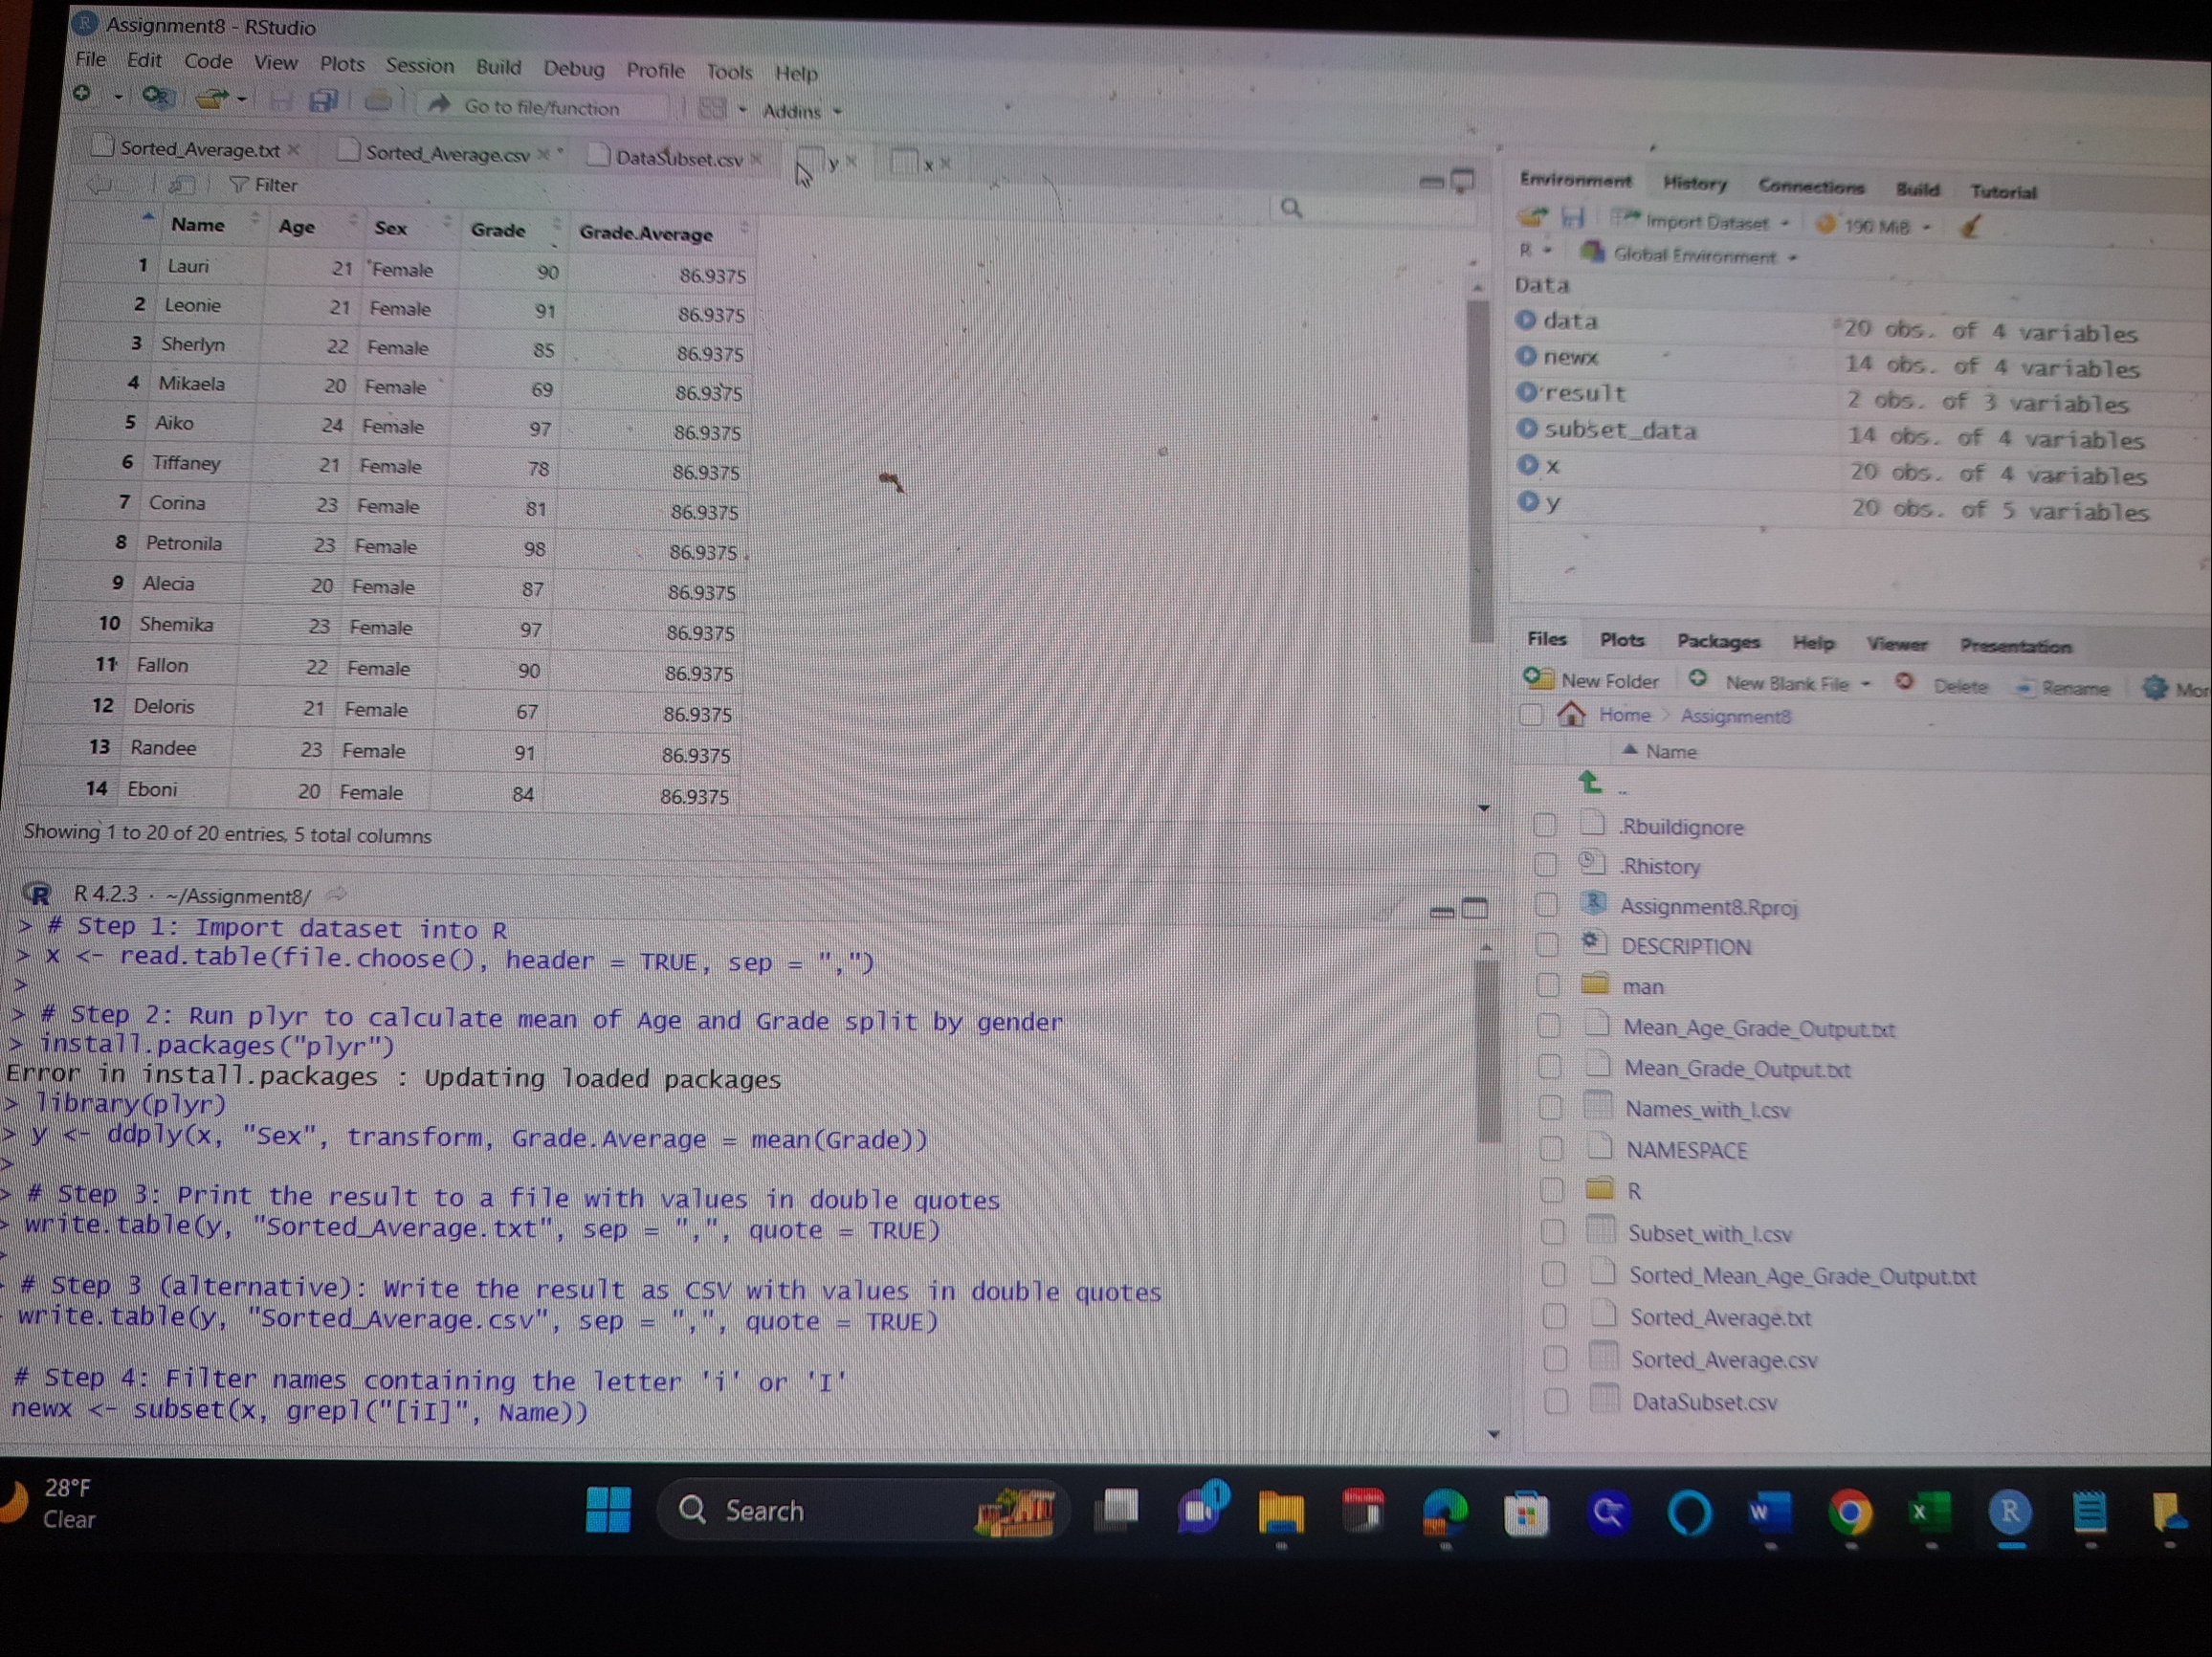 Assignment8 - RStudio
File Edit Code View Plots Session Build Debug Profile Tools Help
Go to file/function Addins
Sorted_Average.txt Sorted_Average.csv DataSubset.csv y x
Filter
Name Age Sex Grade Grade.Average
1 Lauri 21 Female 90 86.9375
2 Leonie 21 Female 91 86.9375
3 Sherlyn 22 Female 85 86.9375
4 Mikaela 20 Female 69 86.9375
5 Aiko 24 Female 97 86.9375
6 Tiffaney 21 Female 78 86.9375
7 Corina 23 Female 81 86.9375
8 Petronila 23 Female 98 86.9375
9 Alecia 20 Female 87 86.9375
10 Shemika 23 Female 97 86.9375
11 Fallon 22 Female 90 86.9375
12 Deloris 21 Female 67 86.9375
13 Randee 23 Female 91 86.9375
14 Eboni 20 Female 84 86.9375
Showing 1 to 20 of 20 entries, 5 total columns
R 4.2.3 · ~/Assignment8/
> # Step 1: Import dataset into R
> x <- read.table(file.choose(), header = TRUE, sep = ",")
>
> # Step 2: Run plyr to calculate mean of Age and Grade split by gender
> install.packages("plyr")
Error in install.packages : Updating loaded packages
> library(plyr)
> y <- ddply(x, "Sex", transform, Grade.Average = mean(Grade))
>
> # Step 3: Print the result to a file with values in double quotes
> write.table(y, "Sorted_Average.txt", sep = ",", quote = TRUE)
>
# Step 3 (alternative): Write the result as CSV with values in double quotes
write.table(y, "Sorted_Average.csv", sep = ",", quote = TRUE)
# Step 4: Filter names containing the letter 'i' or 'I'
newx <- subset(x, grepl("[iI]", Name))
Environment History Connections Build Tutorial
Import Dataset 190 MiB
R Global Environment
Data
data 20 obs. of 4 variables
newx 14 obs. of 4 variables
result 2 obs. of 3 variables
subset_data 14 obs. of 4 variables
x 20 obs. of 4 variables
y 20 obs. of 5 variables
Files Plots Packages Help Viewer Presentation
New Folder New Blank File Delete Rename Mor
Home Assignment8
Name
..
.Rbuildignore
.Rhistory
Assignment8.Rproj
DESCRIPTION
man
Mean_Age_Grade_Output.txt
Mean_Grade_Output.txt
Names_with_I.csv
NAMESPACE
R
Subset_with_I.csv
Sorted_Mean_Age_Grade_Output.txt
Sorted_Average.txt
Sorted_Average.csv
DataSubset.csv
28°F
Clear
Search
1